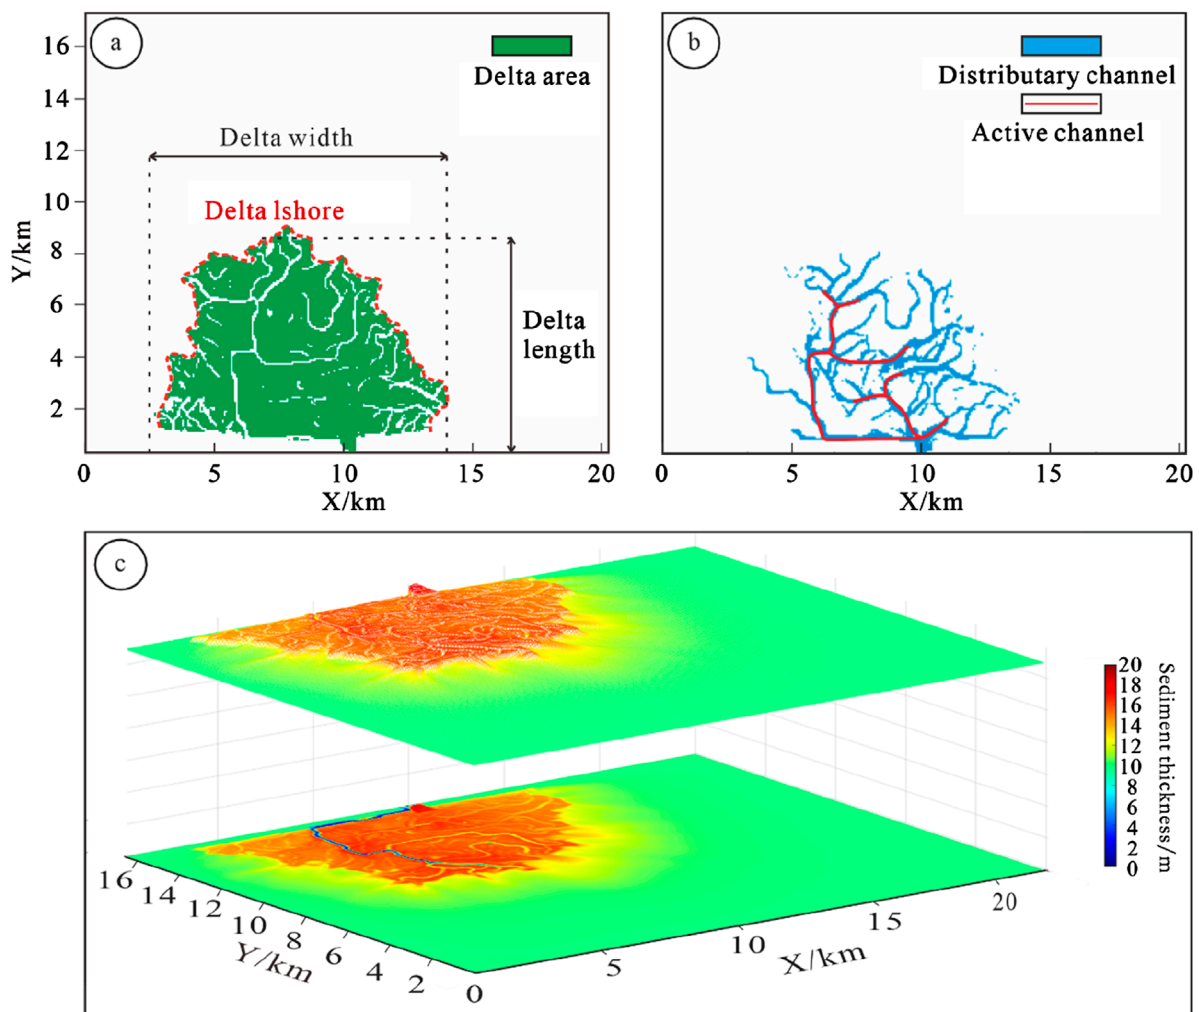 a
Delta area
Delta width
Delta lshore
Delta
length
16
14
12
10
8
6
4
2
Y/km
0
5
10
15
20
X/km
b
Distributary channel
Active channel
0
5
10
15
20
X/km
c
20
18
16
14
12
10
8
6
4
2
0
Sediment thickness/m
16
14
12
10
8
6
4
2
0
Y/km
5
10
15
20
X/km